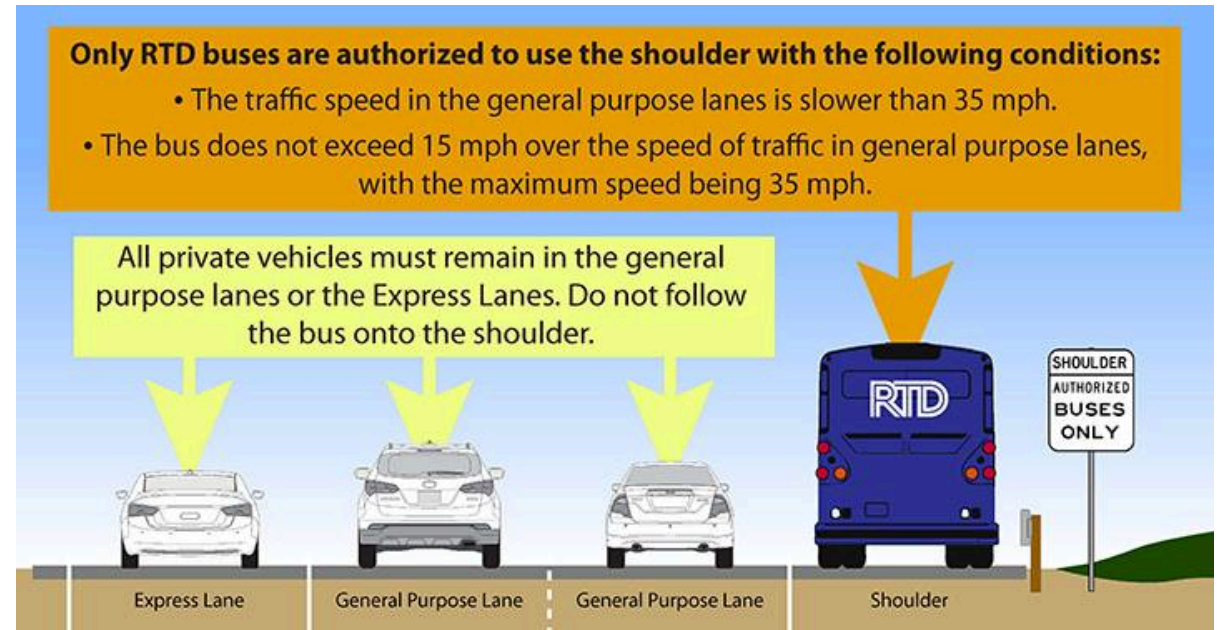 Only RTD buses are authorized to use the shoulder with the following conditions:
• The traffic speed in the general purpose lanes is slower than 35 mph.
• The bus does not exceed 15 mph over the speed of traffic in general purpose lanes,
with the maximum speed being 35 mph.
All private vehicles must remain in the general
purpose lanes or the Express Lanes. Do not follow
the bus onto the shoulder.
RTD
SHOULDER
AUTHORIZED
BUSES
ONLY
Express Lane
General Purpose Lane
General Purpose Lane
Shoulder